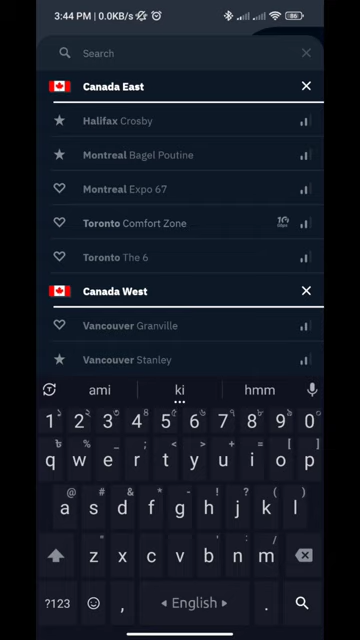 3:44 PM | 0.0KB/s
86
Search
Canada East
Halifax Crosby
Montreal Bagel Poutine
Montreal Expo 67
Toronto Comfort Zone
Toronto The 6
Canada West
Vancouver Granville
Vancouver Stanley
ami ki hmm
1 2 3 4 5 6 7 8 9 0
% _ : ; < > + = [ ]
q w e r t y u i o p
@ # & * - ! ? ( )
a s d f g h j k l
z x c v b n m
?123 , English .